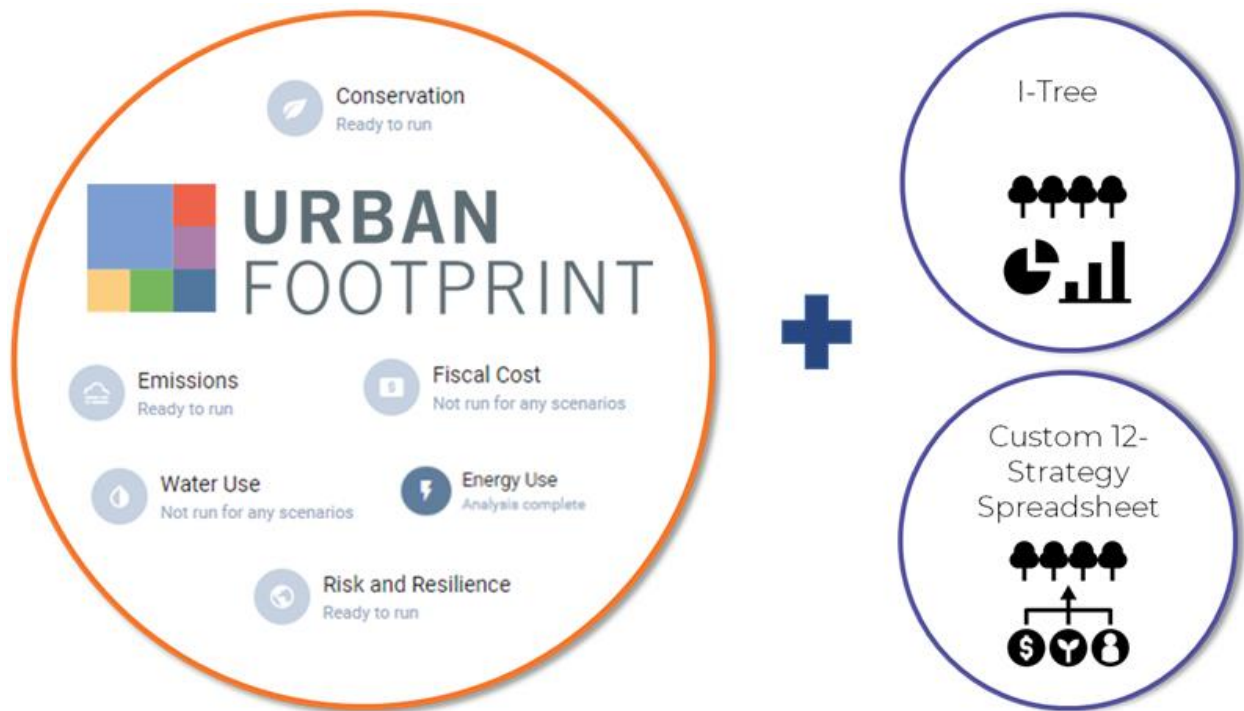 Conservation
Ready to run
URBAN
FOOTPRINT
Emissions
Ready to run
Fiscal Cost
Not run for any scenarios
Water Use
Not run for any scenarios
Energy Use
Analysis complete
Risk and Resilience
Ready to run
I-Tree
Custom 12-
Strategy
Spreadsheet
$
$